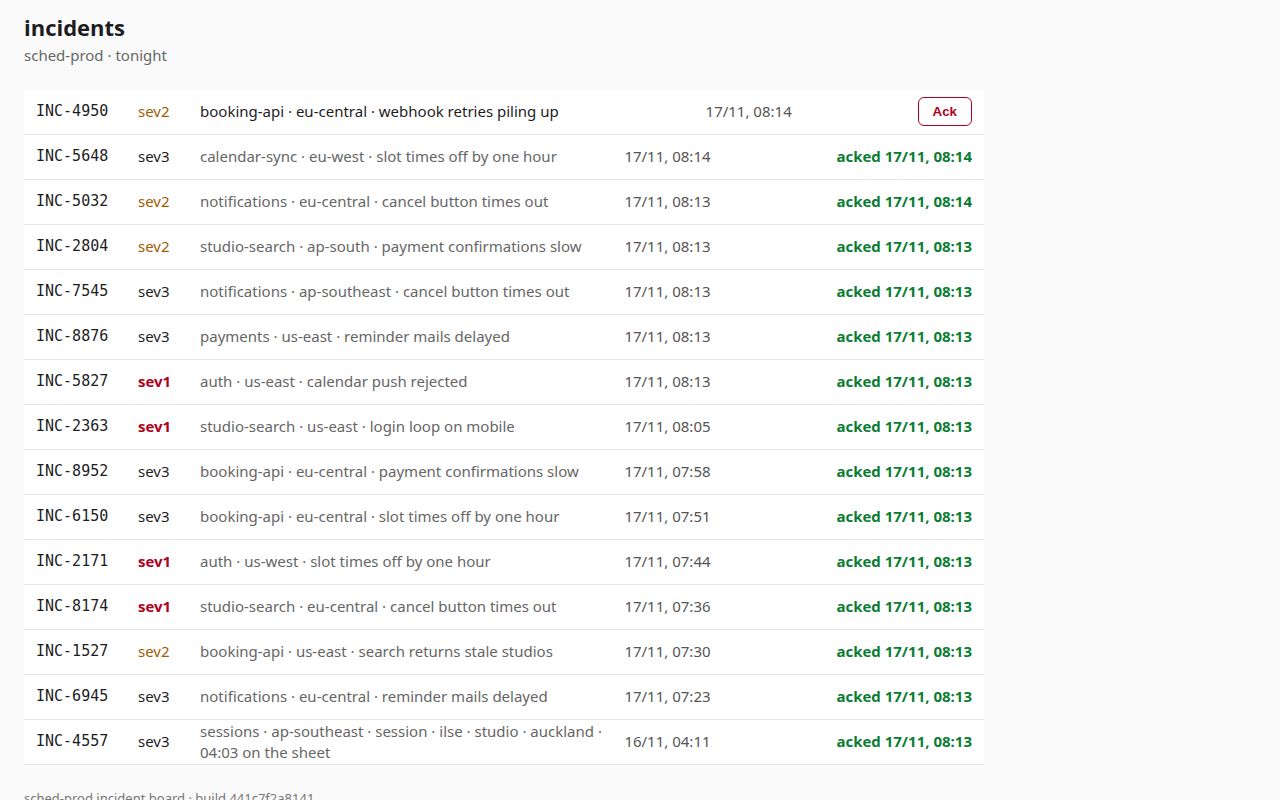 incidents
sched-prod · tonight
INC-4950 sev2 booking-api · eu-central · webhook retries piling up 17/11, 08:14 Ack
INC-5648 sev3 calendar-sync · eu-west · slot times off by one hour 17/11, 08:14 acked 17/11, 08:14
INC-5032 sev2 notifications · eu-central · cancel button times out 17/11, 08:13 acked 17/11, 08:14
INC-2804 sev2 studio-search · ap-south · payment confirmations slow 17/11, 08:13 acked 17/11, 08:13
INC-7545 sev3 notifications · ap-southeast · cancel button times out 17/11, 08:13 acked 17/11, 08:13
INC-8876 sev3 payments · us-east · reminder mails delayed 17/11, 08:13 acked 17/11, 08:13
INC-5827 sev1 auth · us-east · calendar push rejected 17/11, 08:13 acked 17/11, 08:13
INC-2363 sev1 studio-search · us-east · login loop on mobile 17/11, 08:05 acked 17/11, 08:13
INC-8952 sev3 booking-api · eu-central · payment confirmations slow 17/11, 07:58 acked 17/11, 08:13
INC-6150 sev3 booking-api · eu-central · slot times off by one hour 17/11, 07:51 acked 17/11, 08:13
INC-2171 sev1 auth · us-west · slot times off by one hour 17/11, 07:44 acked 17/11, 08:13
INC-8174 sev1 studio-search · eu-central · cancel button times out 17/11, 07:36 acked 17/11, 08:13
INC-1527 sev2 booking-api · us-east · search returns stale studios 17/11, 07:30 acked 17/11, 08:13
INC-6945 sev3 notifications · eu-central · reminder mails delayed 17/11, 07:23 acked 17/11, 08:13
INC-4557 sev3 sessions · ap-southeast · session · ilse · studio · auckland · 16/11, 04:11 acked 17/11, 08:13
04:03 on the sheet
sched-prod incident board · build 441c7f2a8141